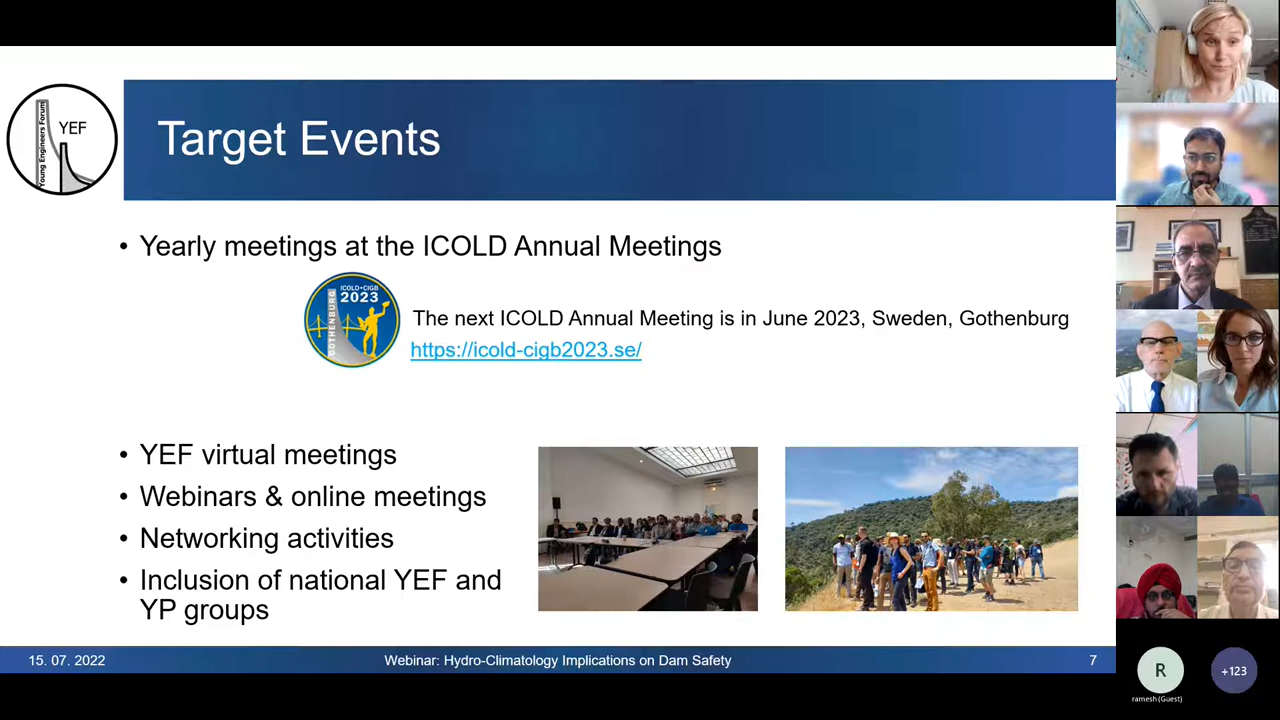 YEF
Young Engineers Forum
Target Events
• Yearly meetings at the ICOLD Annual Meetings
ICOLD•CIGB
2023
GOTHENBURG
The next ICOLD Annual Meeting is in June 2023, Sweden, Gothenburg
https://icold-cigb2023.se/
• YEF virtual meetings
• Webinars & online meetings
• Networking activities
• Inclusion of national YEF and
YP groups
15. 07. 2022
Webinar: Hydro-Climatology Implications on Dam Safety
7
R
ramesh (Guest)
+123